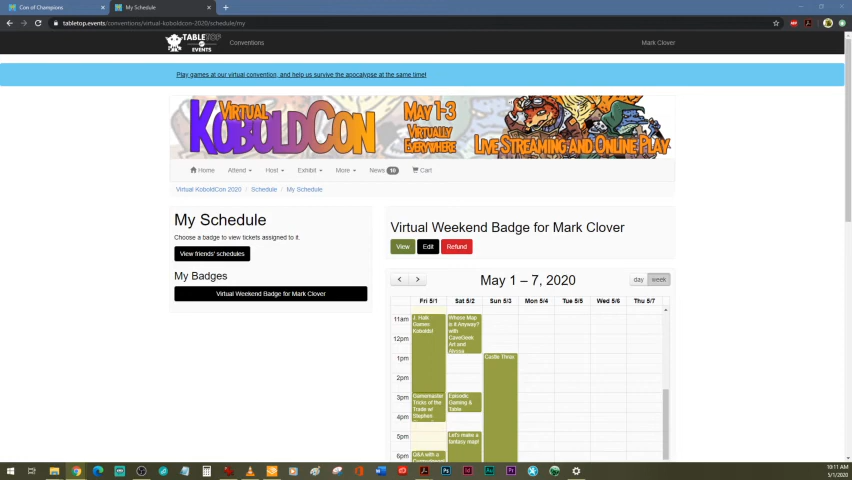 Con of Champions
My Schedule
tabletop.events/conventions/virtual-koboldcon-2020/schedule/my
TABLETOP EVENTS
Conventions
Mark Clover
Play games at our virtual convention, and help us survive the apocalypse at the same time!
VIRTUAL KOBOLDCON
MAY 1-3
VIRTUALLY EVERYWHERE
LIVE STREAMING AND ONLINE PLAY
Home Attend Host Exhibit More News 10 Cart
Virtual KoboldCon 2020 / Schedule / My Schedule
My Schedule
Choose a badge to view tickets assigned to it.
View friends' schedules
My Badges
Virtual Weekend Badge for Mark Clover
Virtual Weekend Badge for Mark Clover
View Edit Refund
May 1 – 7, 2020
day week
Fri 5/1 Sat 5/2 Sun 5/3 Mon 5/4 Tue 5/5 Wed 5/6 Thu 5/7
11am
12pm
1pm
2pm
3pm
4pm
5pm
6pm
Games
Kobolds!
Where Map
is it Anyway?
with
CaveGeek
Art and
Castle Thrax
Gamemaster
Tricks of the
Trade w/
Stephen
Episodic
Gaming &
Table
Let's make a
fantasy map!
Q&A with a
10:11 AM
5/1/2020